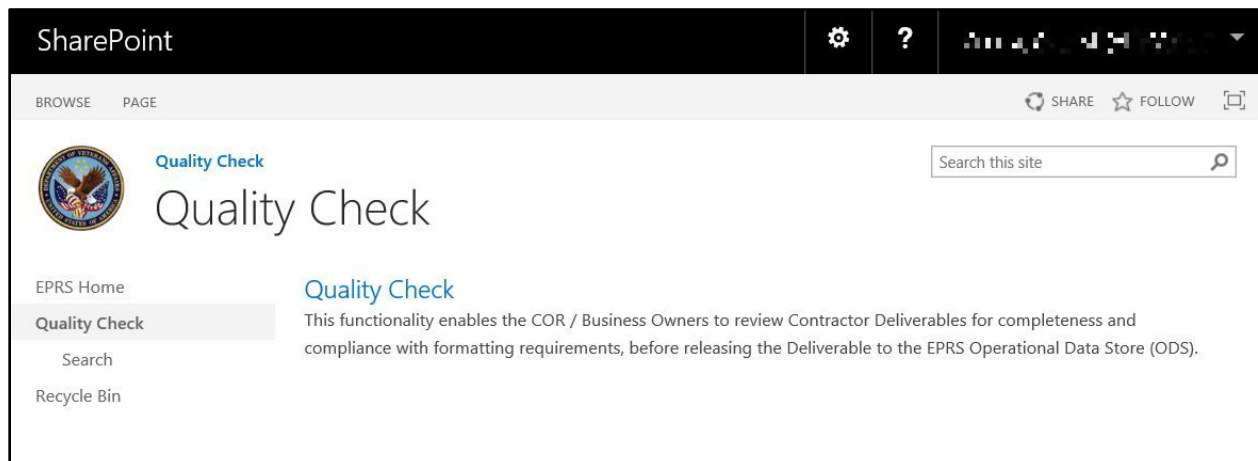 SharePoint
?
BROWSE PAGE
SHARE FOLLOW
Quality Check
Search this site
Quality Check
EPRS Home
Quality Check
Search
Recycle Bin
Quality Check
This functionality enables the COR / Business Owners to review Contractor Deliverables for completeness and
compliance with formatting requirements, before releasing the Deliverable to the EPRS Operational Data Store (ODS).